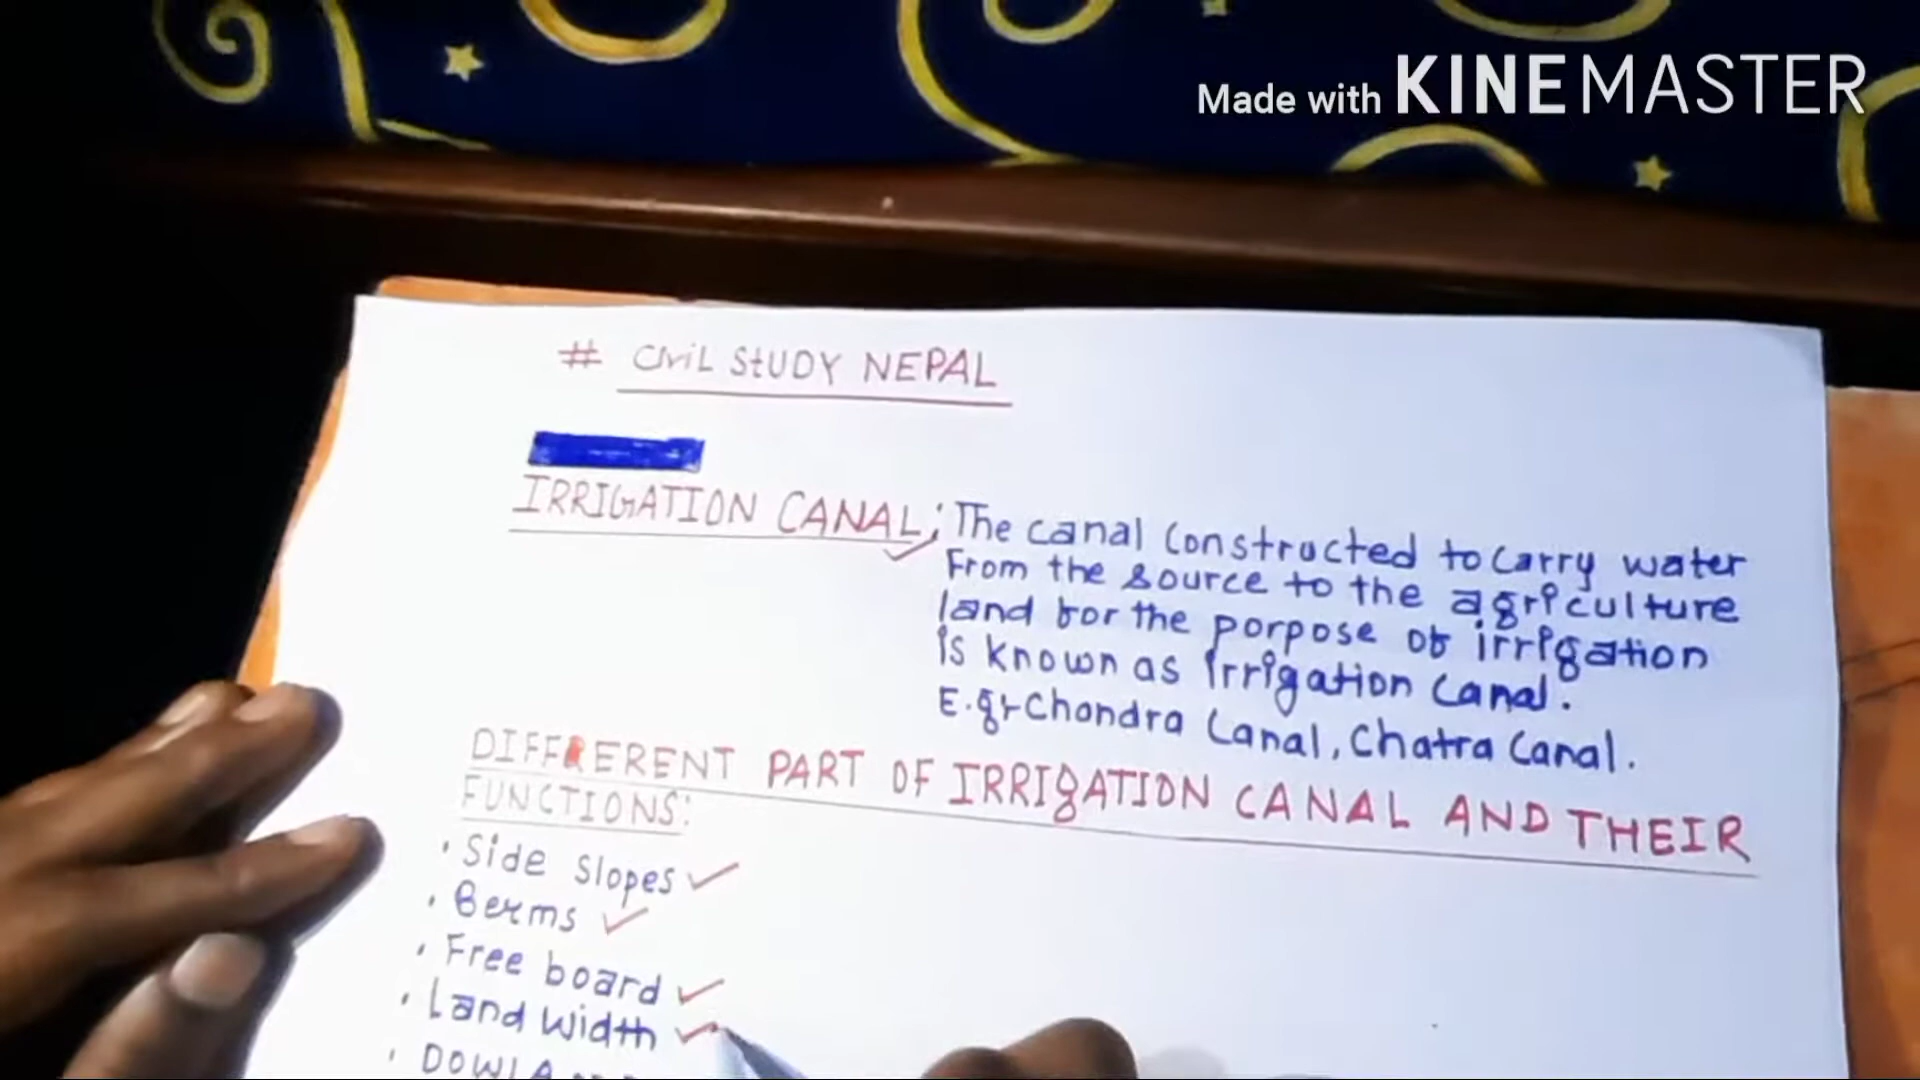 Made with KINEMASTER
# CIVIL STUDY NEPAL
IRRIGATION CANAL; The canal constructed to carry water
From the source to the agriculture
land for the porpose of irrigation
is known as irrigation canal.
E.g:- Chondra Canal, Chatra Canal.
DIFFRERENT PART OF IRRIGATION CANAL AND THEIR
FUNCTIONS:
• Side slopes
• Berms
• Free board
• Land width
• DOWLA